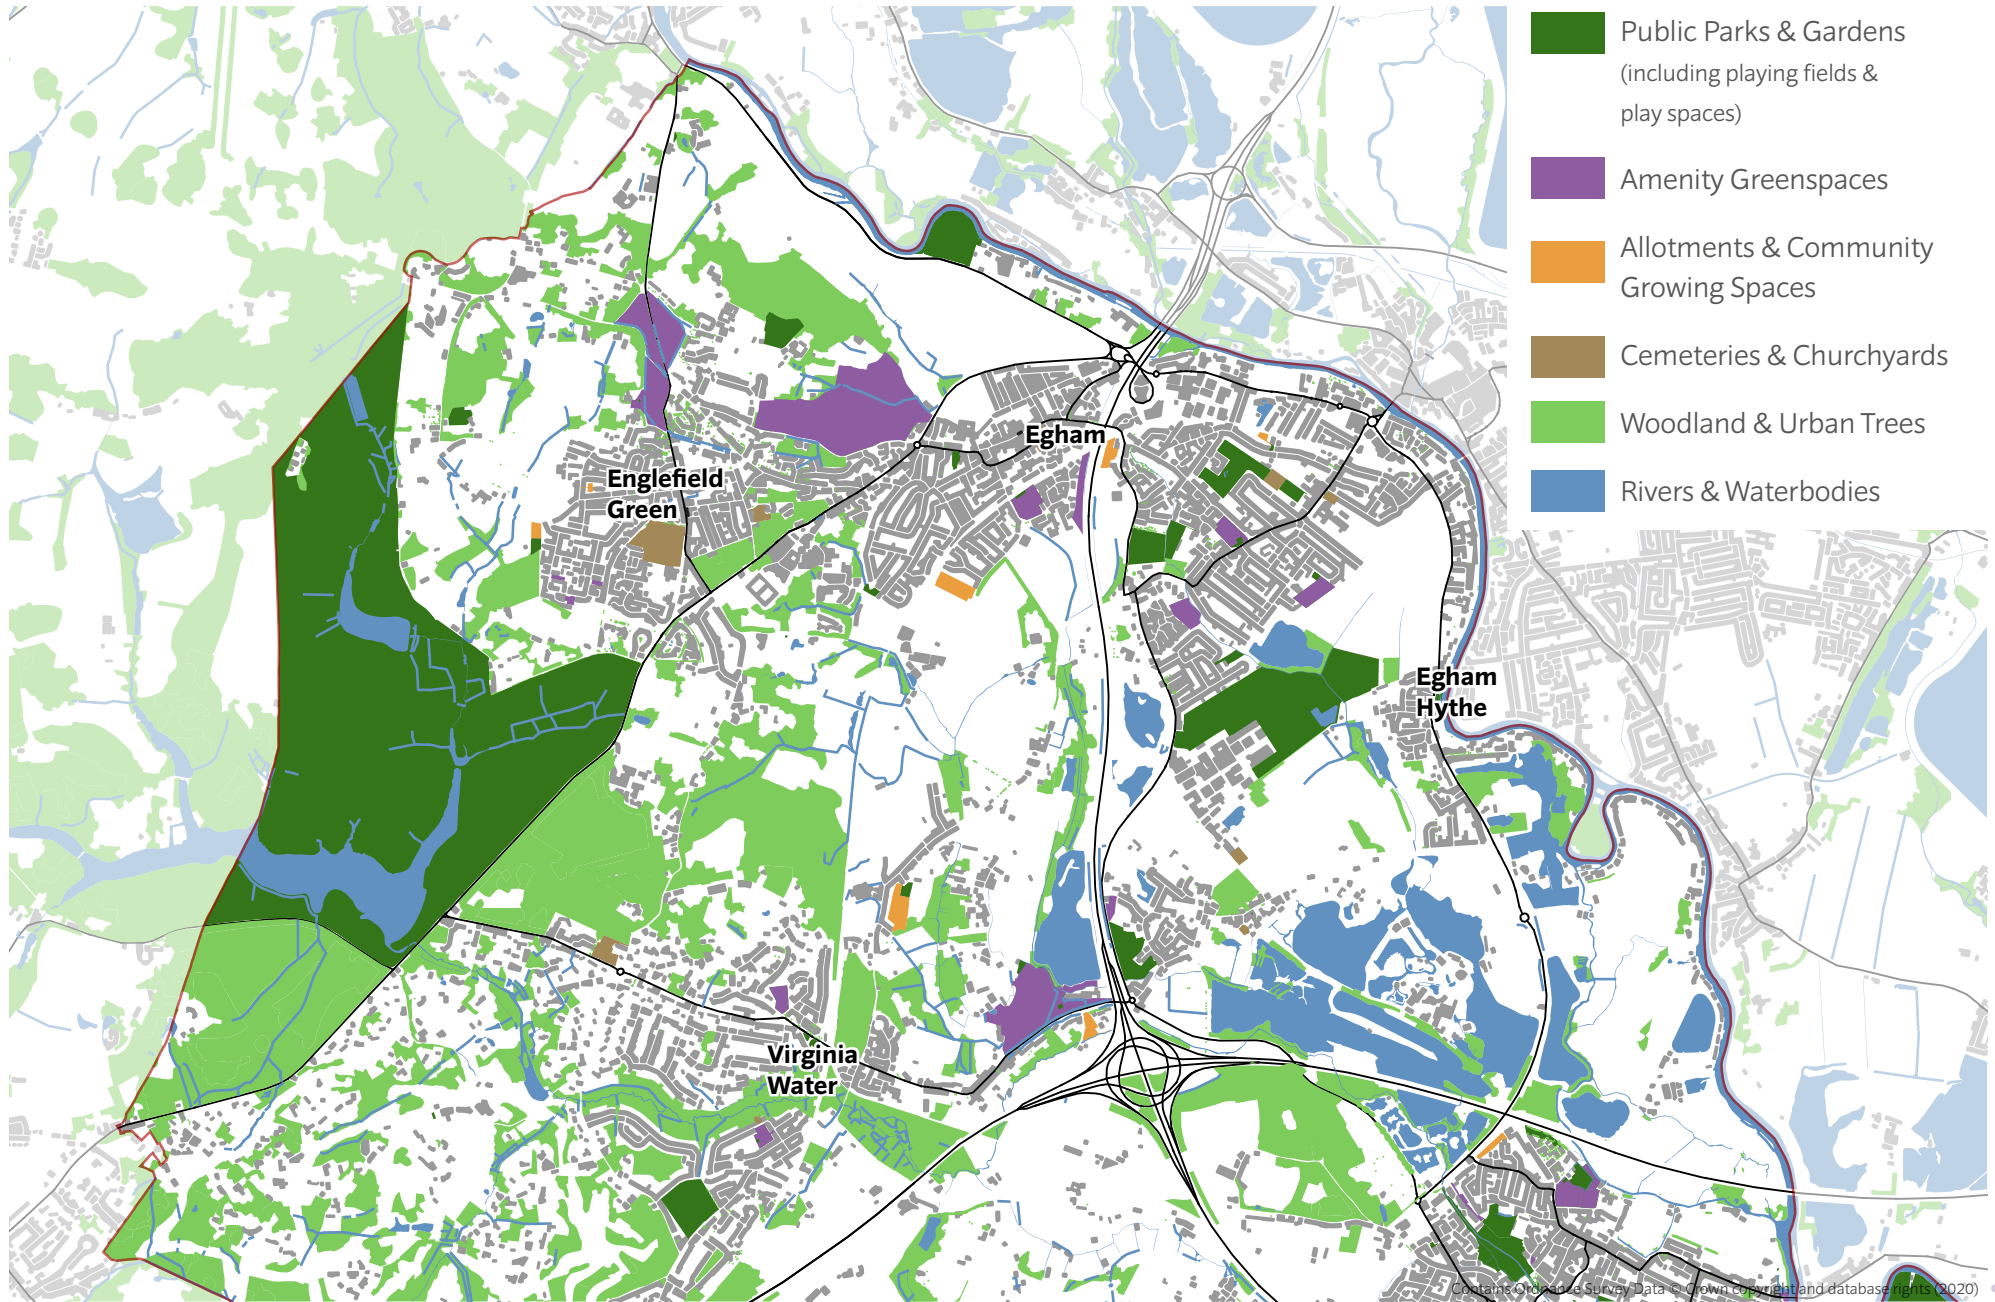 Public Parks & Gardens
(including playing fields &
play spaces)
Amenity Greenspaces
Allotments & Community
Growing Spaces
Cemeteries & Churchyards
Woodland & Urban Trees
Rivers & Waterbodies
Egham
Englefield
Green
Egham
Hythe
Virginia
Water
Contains Ordnance Survey Data © Crown copyright and database rights (2020)